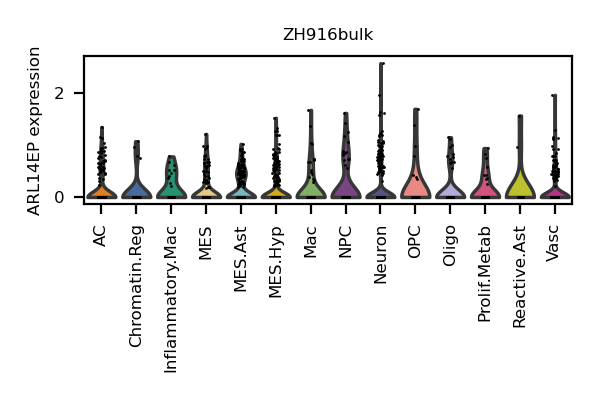 ZH916bulk
ARL14EP expression
2
0
AC
Chromatin.Reg
Inflammatory.Mac
MES
MES.Ast
MES.Hyp
Mac
NPC
Neuron
OPC
Oligo
Prolif.Metab
Reactive.Ast
Vasc